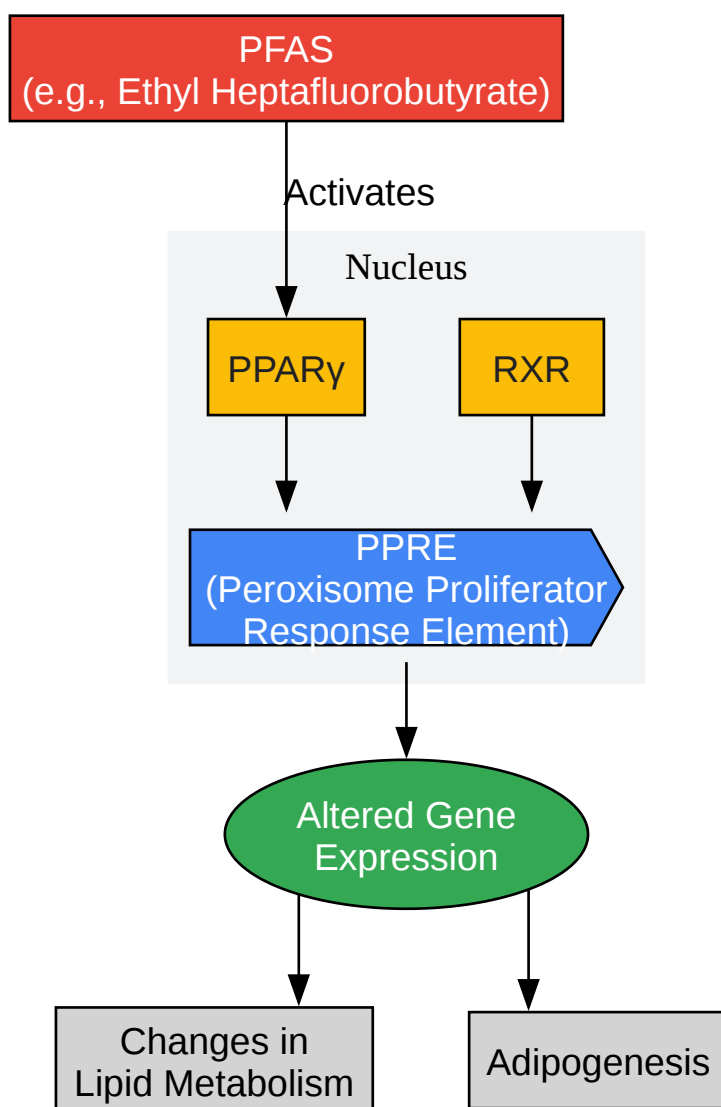 PFAS
(e.g., Ethyl Heptafluorobutyrate)
Activates
Nucleus
PPARγ
RXR
PPRE
(Peroxisome Proliferator
Response Element)
Altered Gene
Expression
Changes in
Lipid Metabolism
Adipogenesis